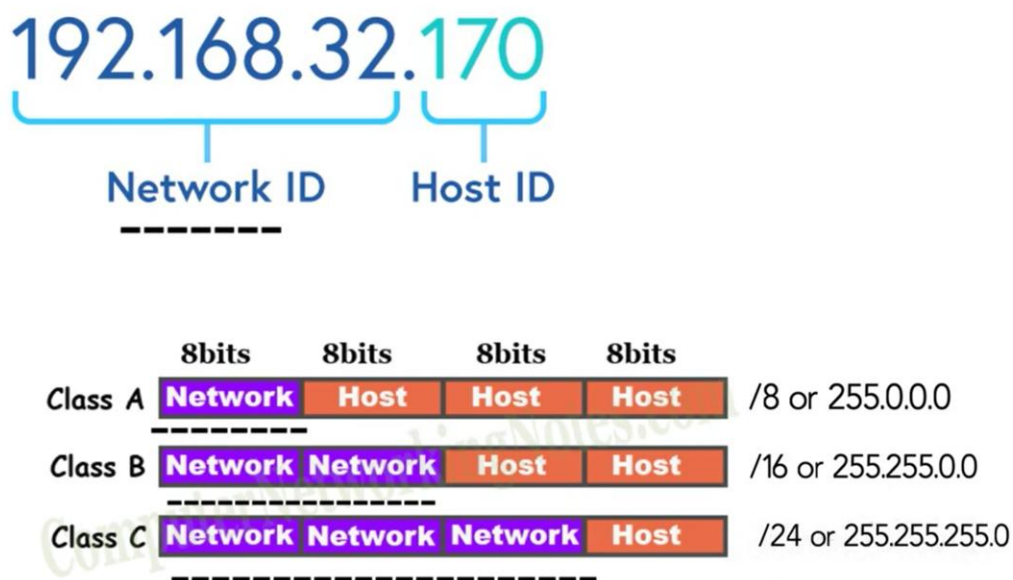 192.168.32.170
Network ID Host ID
8bits 8bits 8bits 8bits
Class A Network Host Host Host /8 or 255.0.0.0
Class B Network Network Host Host /16 or 255.255.0.0
Class C Network Network Network Host /24 or 255.255.255.0
ComputerNetworkingNotes.com